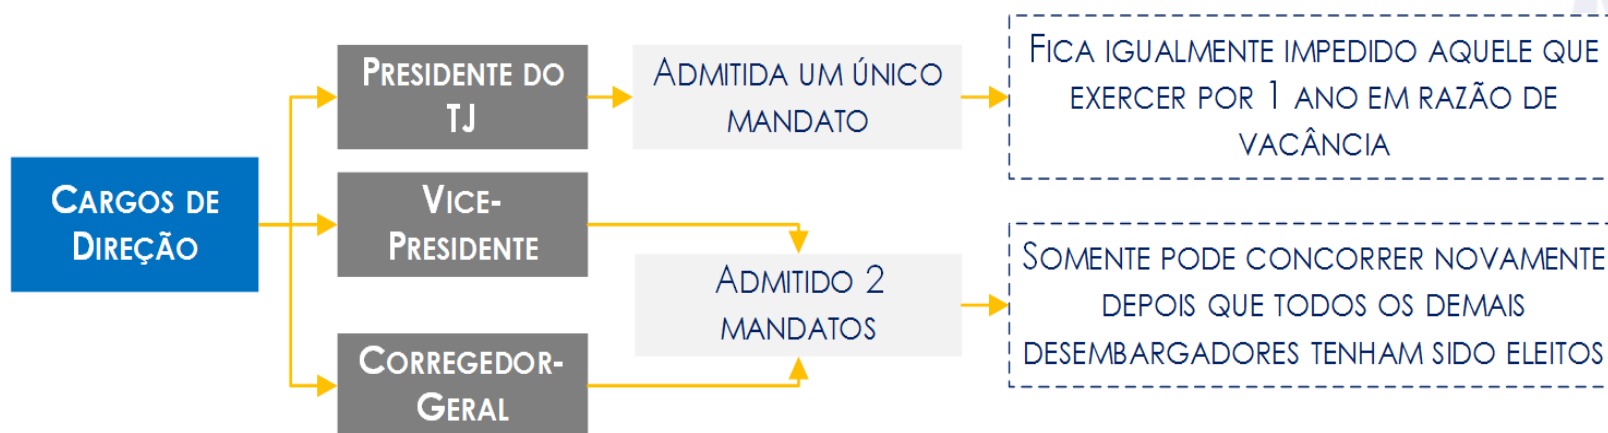 CARGOS DE
DIREÇÃO
PRESIDENTE DO
TJ
ADMITIDA UM ÚNICO
MANDATO
FICA IGUALMENTE IMPEDIDO AQUELE QUE
EXERCER POR 1 ANO EM RAZÃO DE
VACÂNCIA
VICE-
PRESIDENTE
CORREGEDOR-
GERAL
ADMITIDO 2
MANDATOS
SOMENTE PODE CONCORRER NOVAMENTE
DEPOIS QUE TODOS OS DEMAIS
DESEMBARGADORES TENHAM SIDO ELEITOS